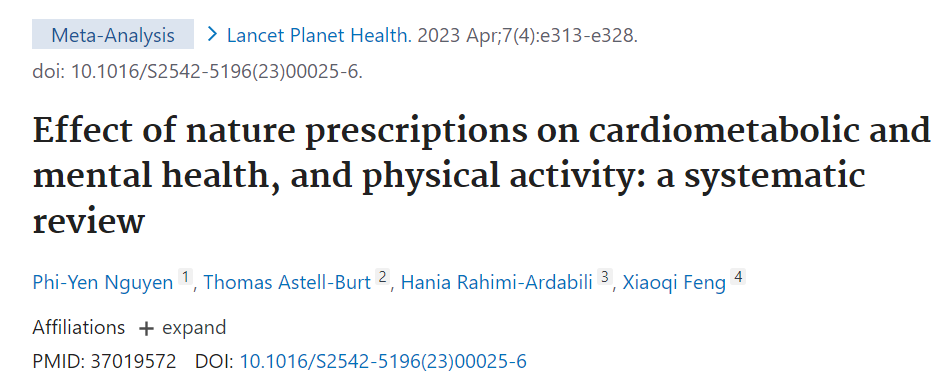 Meta-Analysis > Lancet Planet Health. 2023 Apr;7(4):e313-e328.
doi: 10.1016/S2542-5196(23)00025-6.
Effect of nature prescriptions on cardiometabolic and
mental health, and physical activity: a systematic
review
Phi-Yen Nguyen 1, Thomas Astell-Burt 2, Hania Rahimi-Ardabili 3, Xiaoqi Feng 4
Affiliations + expand
PMID: 37019572 DOI: 10.1016/S2542-5196(23)00025-6